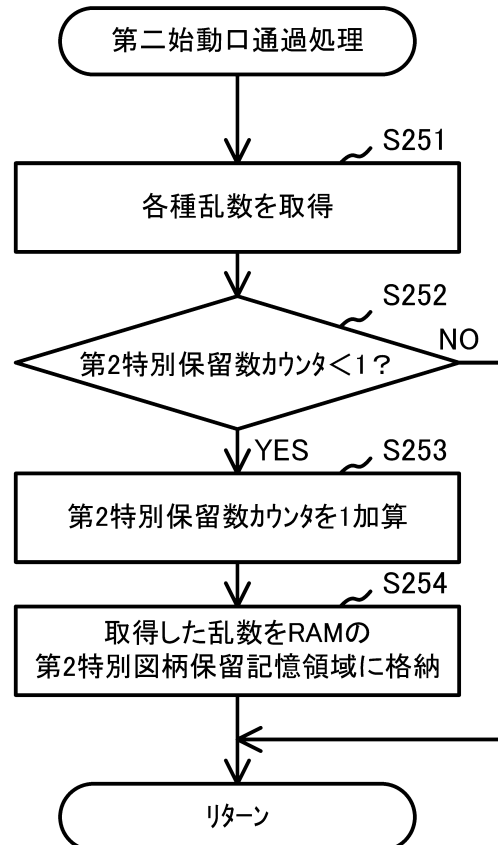 第二始動口通過処理
S251
各種乱数を取得
S252
第2特別保留数カウンタ<1?
NO
YES
S253
第2特別保留数カウンタを1加算
S254
取得した乱数をRAMの
第2特別図柄保留記憶領域に格納
リターン